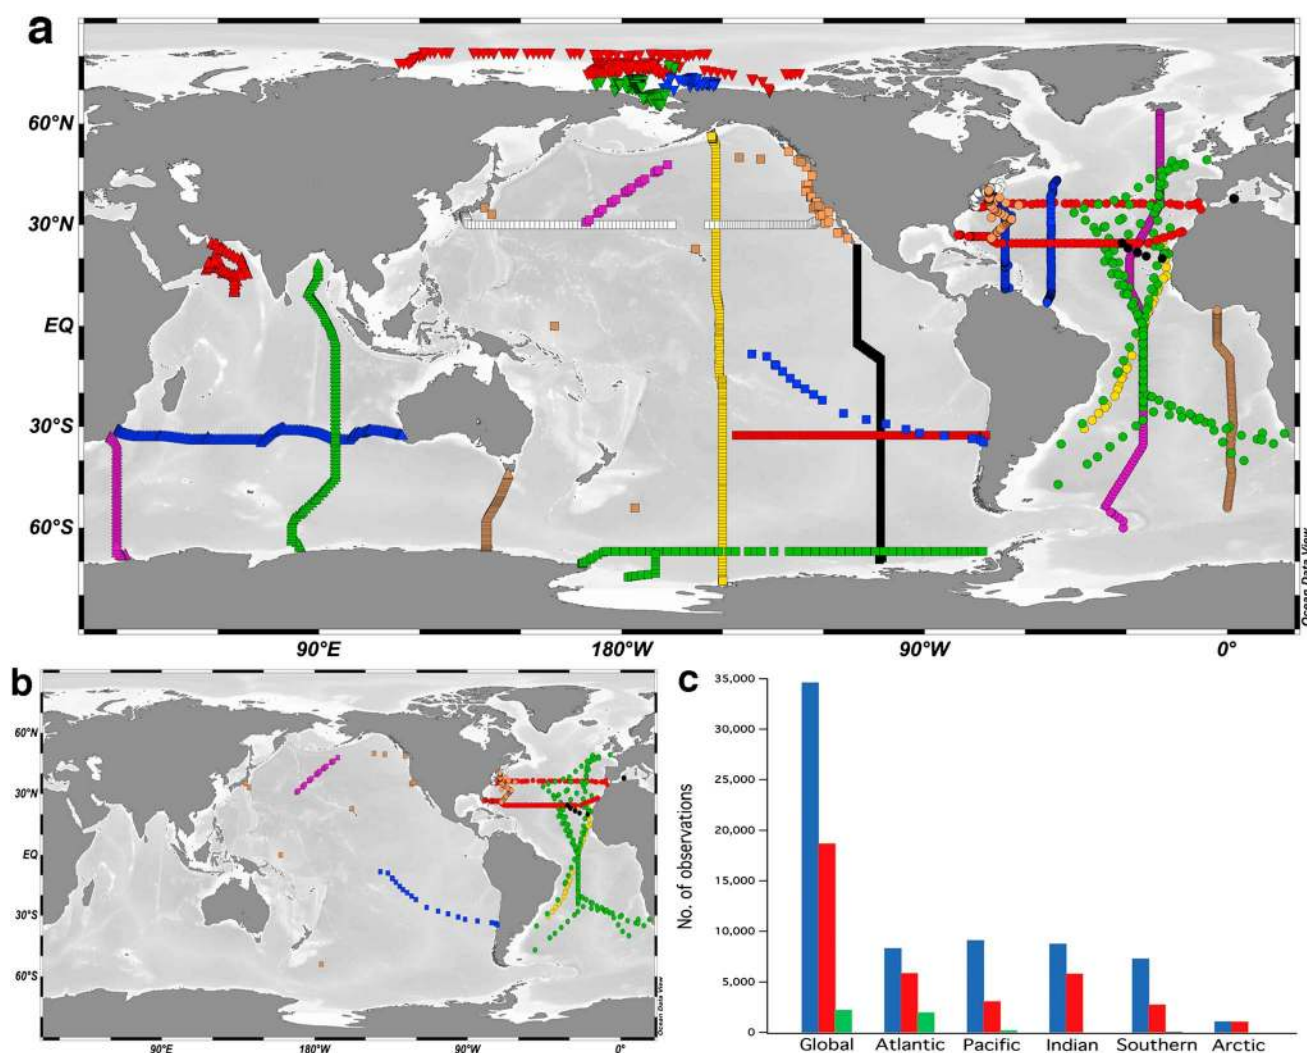 a
60°N
30°N
EQ
30°S
60°S
90°E 180°W 90°W 0°
Ocean Data View
b
60°N
30°N
EQ
30°S
60°S
90°E 180°W 90°W 0°
Ocean Data View
c
No. of observations
35,000
30,000
25,000
20,000
15,000
10,000
5,000
0
Global Atlantic Pacific Indian Southern Arctic